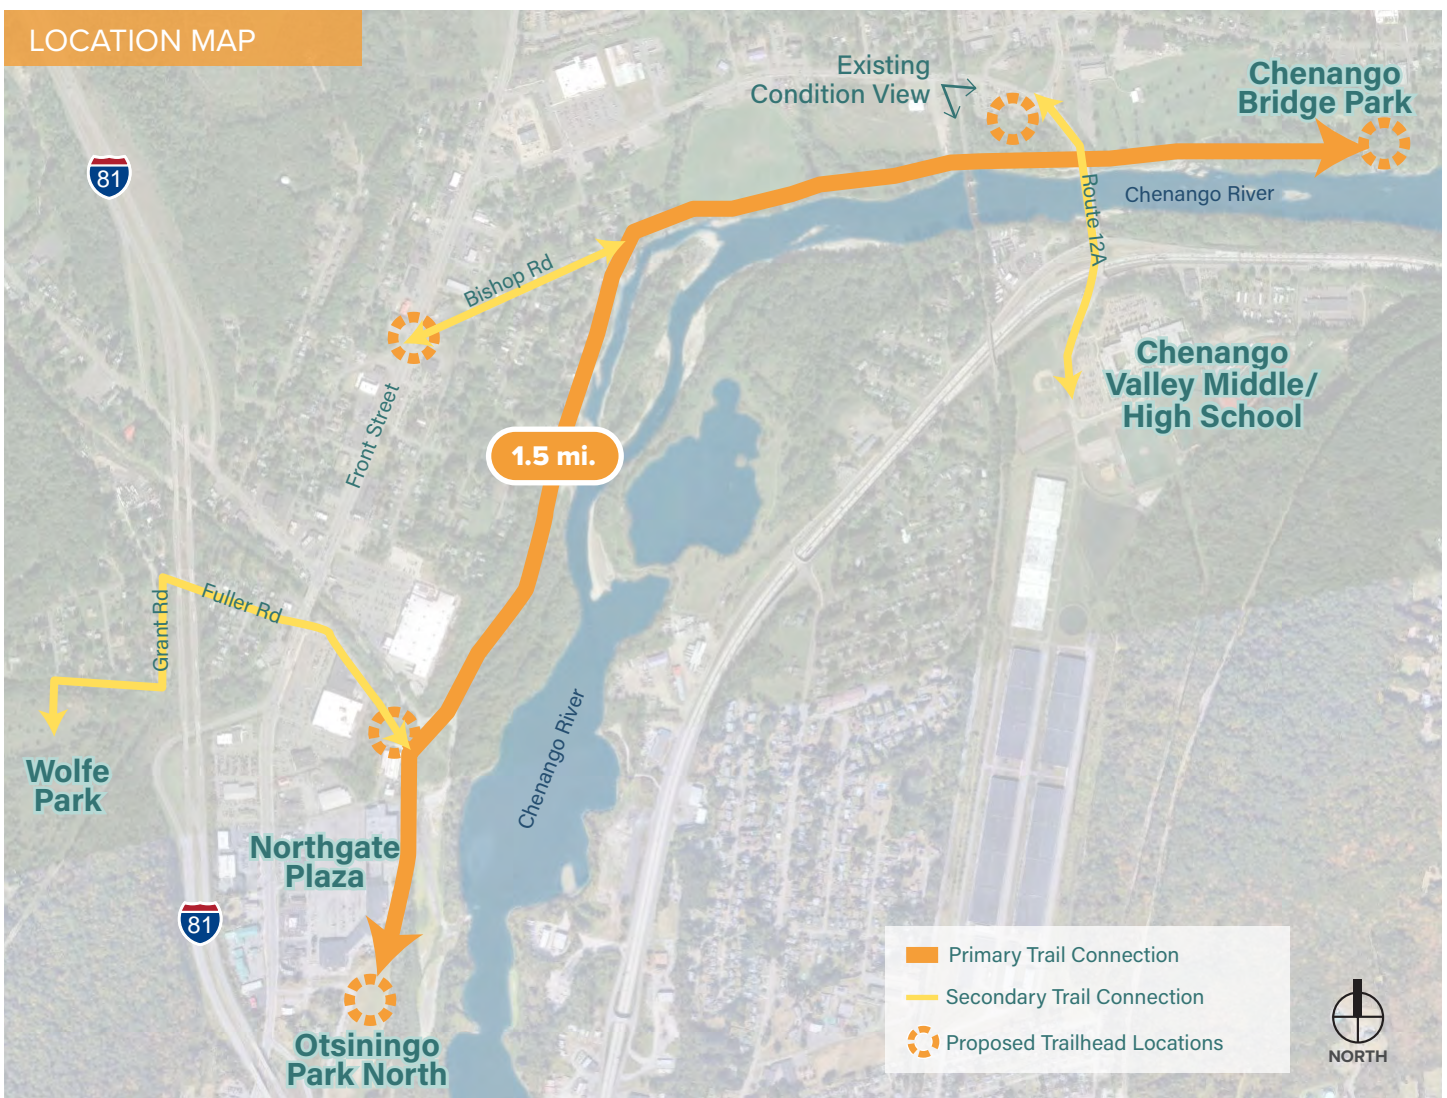 LOCATION MAP
Existing
Condition View
Chenango
Bridge Park
81
Chenango River
Route 12A
Bishop Rd
Chenango
Valley Middle/
High School
Front Street
1.5 mi.
Fuller Rd
Grant Rd
Chenango River
Wolfe
Park
Northgate
Plaza
81
Otsiningo
Park North
Primary Trail Connection
Secondary Trail Connection
Proposed Trailhead Locations
NORTH